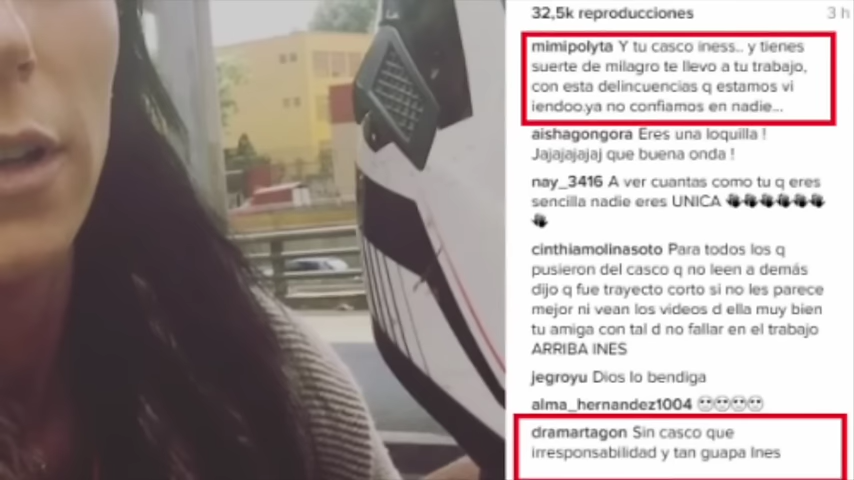 32,5k reproducciones
3 h
mimipolyta Y tu casco iness.. y tienes
suerte de milagro te llevo a tu trabajo,
con esta delincuencias q estamos vi
iendoo.ya no confiamos en nadie...
aishagongora Eres una loquilla !
Jajajajajaj que buena onda !
nay_3416 A ver cuantas como tu q eres
sencilla nadie eres UNICA 👏👏👏👏👏👏
👏
cinthiamolinasoto Para todos los q
pusieron del casco q no leen a demás
dijo q fue trayecto corto si no les parece
mejor ni vean los videos d ella muy bien
tu amiga con tal d no fallar en el trabajo
ARRIBA INES
jegroyu Dios lo bendiga
alma_hernandez1004 🙄🙄🙄🙄
dramartagon Sin casco que
irresponsabilidad y tan guapa Ines